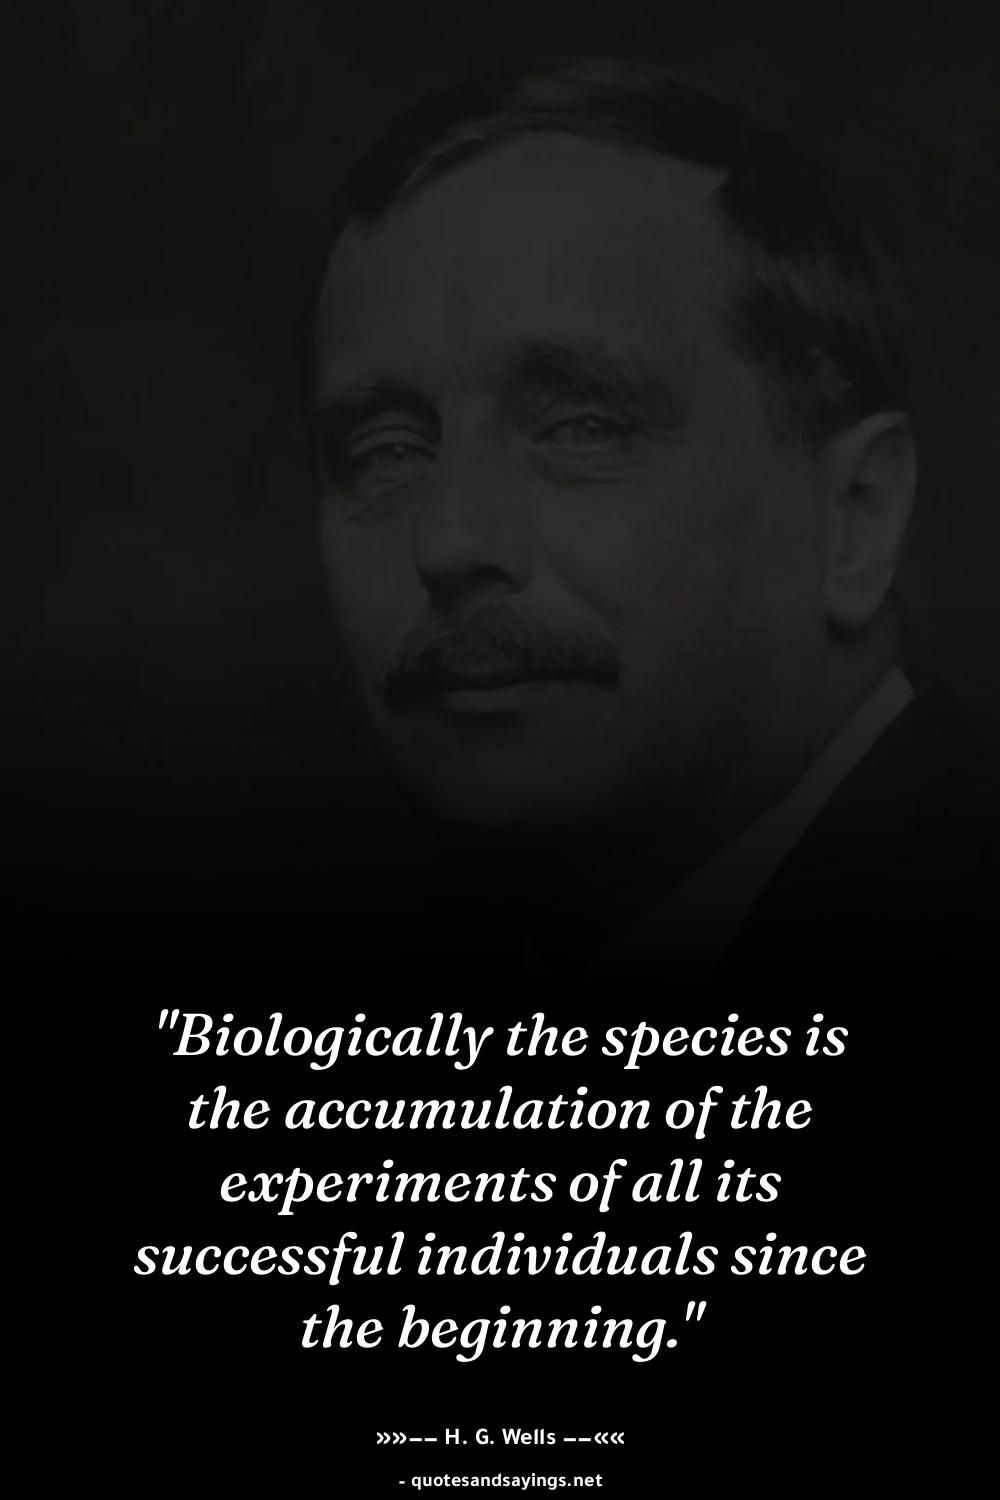 "Biologically the species is
the accumulation of the
experiments of all its
successful individuals since
the beginning."
»»–– H. G. Wells ––««
- quotesandsayings.net